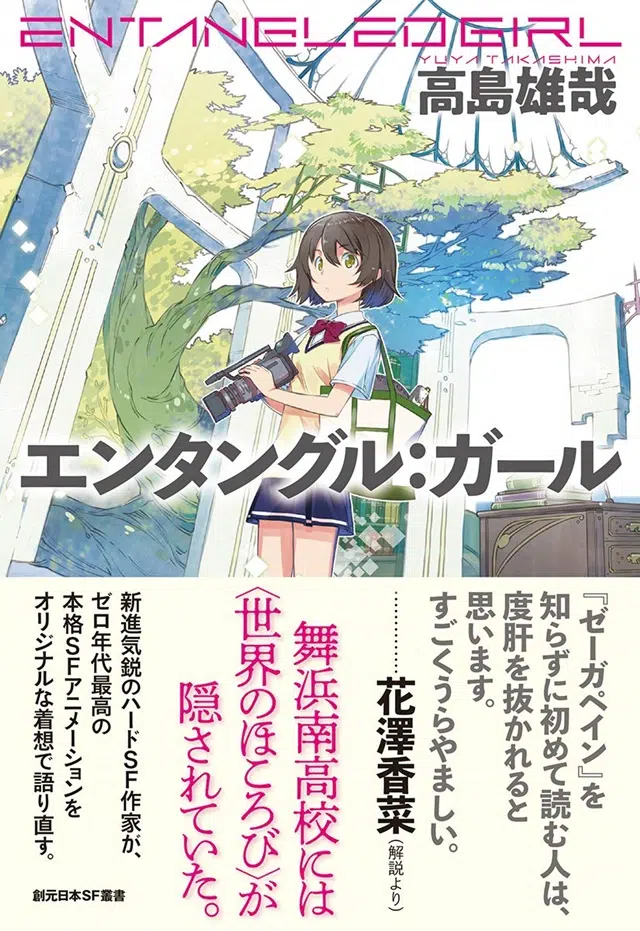 ENTANGLED GIRL
YUYA TAKASHIMA
高島雄哉
エンタングル:ガール
『ゼーガペイン』を
知らずに初めて読む人は、
度肝を抜かれると
思います。
すごくうらやましい。
…………花澤香菜(解説より)
舞浜南高校には
〈世界のほころび〉が
隠されていた。
新進気鋭のハードSF作家が、
ゼロ年代最高の
本格SFアニメーションを
オリジナルな着想で語り直す。
創元日本SF叢書